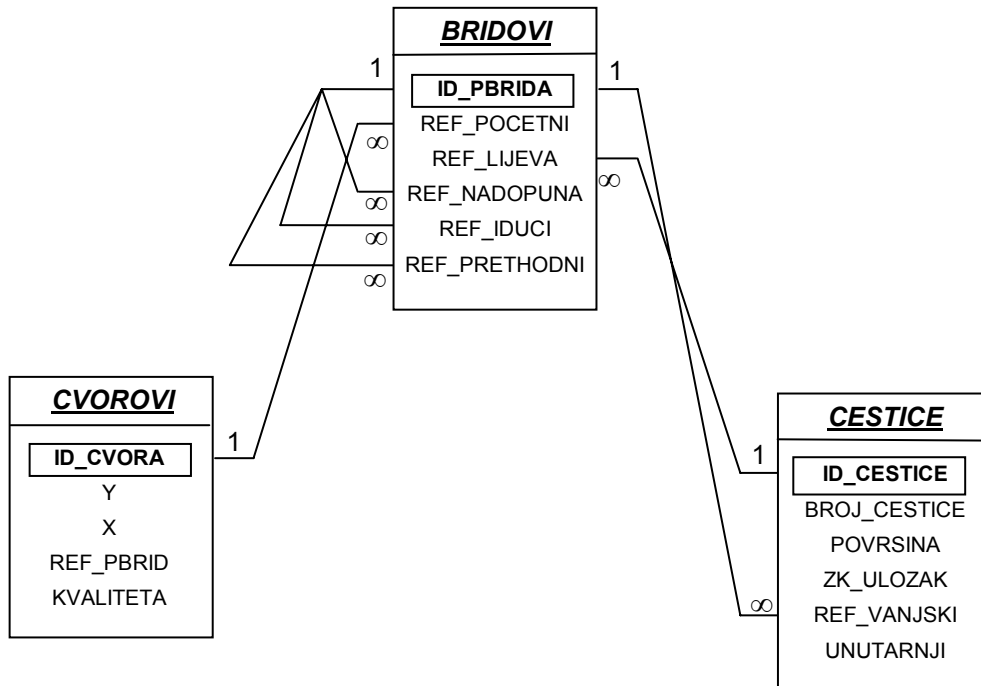 BRIDOVI
1
1
ID_PBRIDA
REF_POCETNI
∞
REF_LIJEVA
∞
REF_NADOPUNA
∞
REF_IDUCI
∞
REF_PRETHODNI
∞
CVOROVI
1
ID_CVORA
Y
X
REF_PBRID
KVALITETA
CESTICE
1
ID_CESTICE
BROJ_CESTICE
POVRSINA
ZK_ULOZAK
∞
REF_VANJSKI
UNUTARNJI